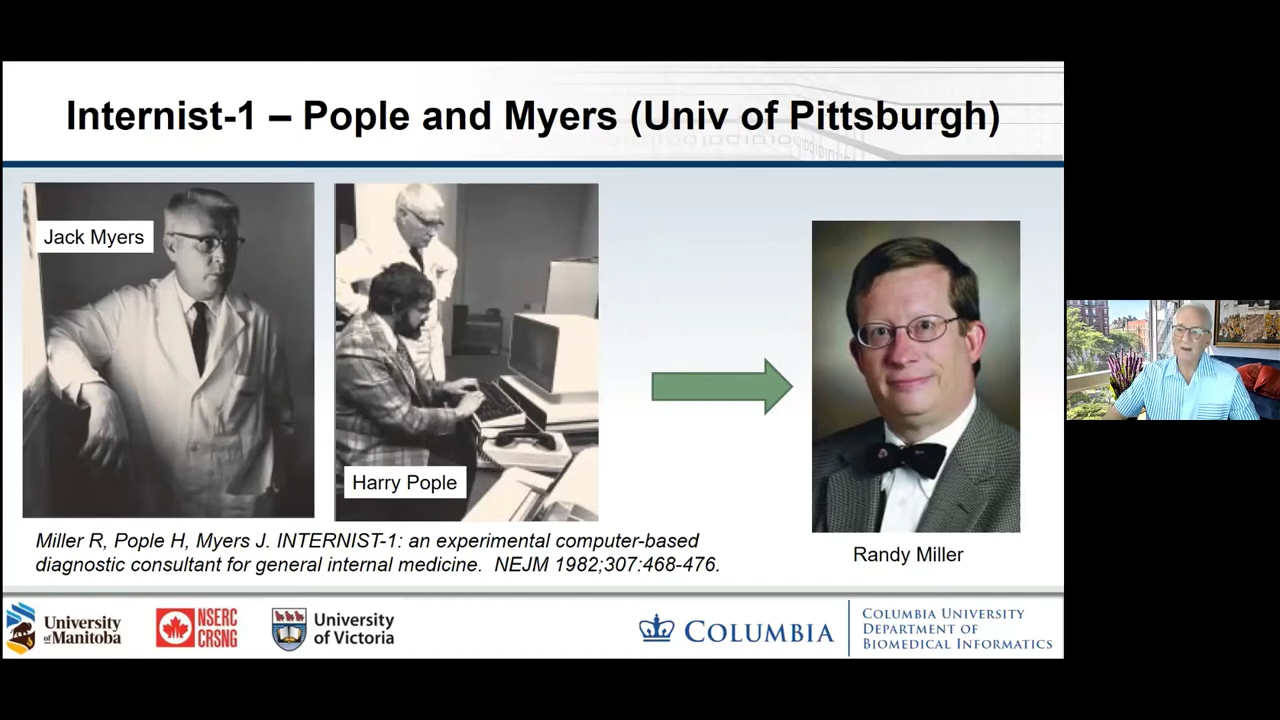 Internist-1 – Pople and Myers (Univ of Pittsburgh)
Jack Myers
Harry Pople
Miller R, Pople H, Myers J. INTERNIST-1: an experimental computer-based
diagnostic consultant for general internal medicine.  NEJM 1982;307:468-476.
Randy Miller
University
of Manitoba
NSERC
CRSNG
University
of Victoria
COLUMBIA
COLUMBIA UNIVERSITY
DEPARTMENT OF
BIOMEDICAL INFORMATICS